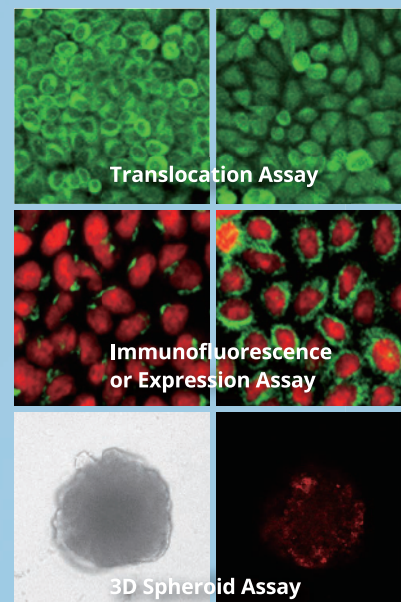 Translocation Assay
Immunofluorescence
or Expression Assay
3D Spheroid Assay